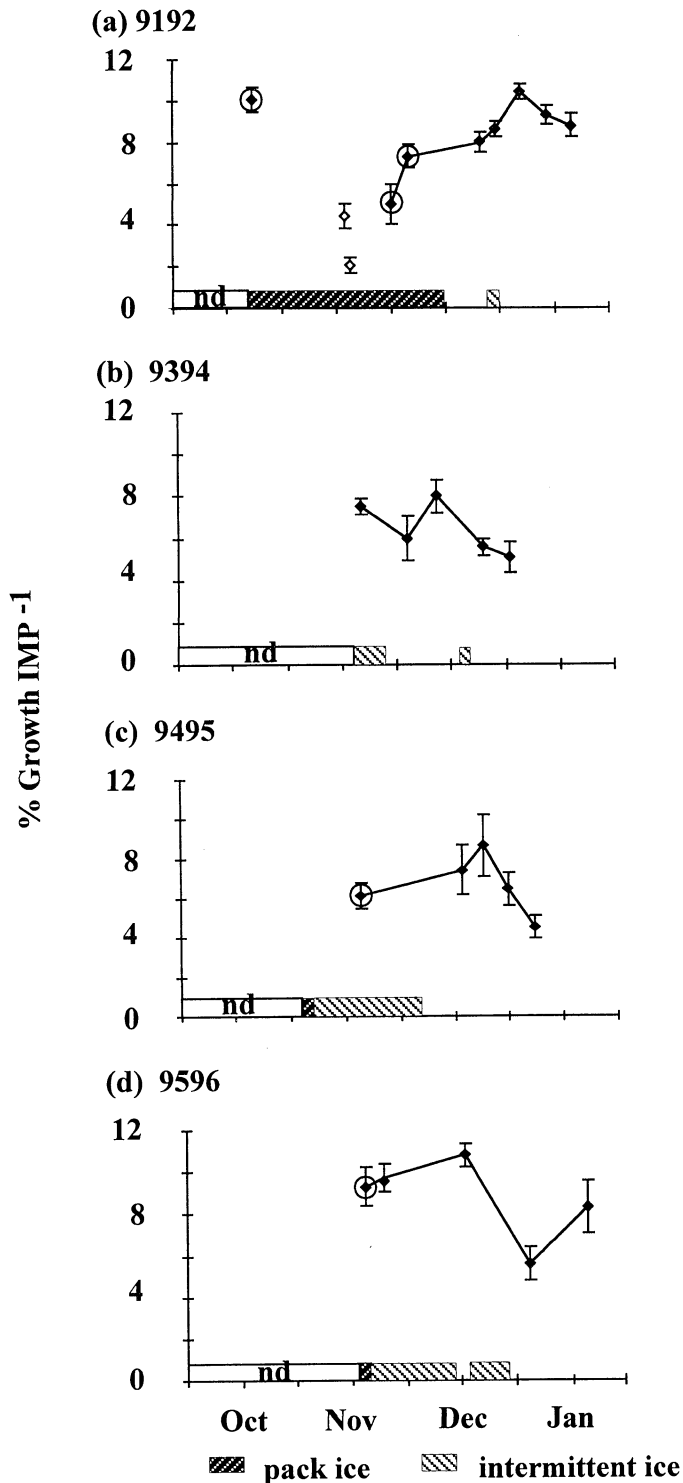 (a) 9192
12
8
4
nd
0
(b) 9394
12
8
4
nd
0
% Growth IMP -1
(c) 9495
12
8
4
nd
0
(d) 9596
12
8
4
nd
0
Oct Nov Dec Jan
pack ice intermittent ice